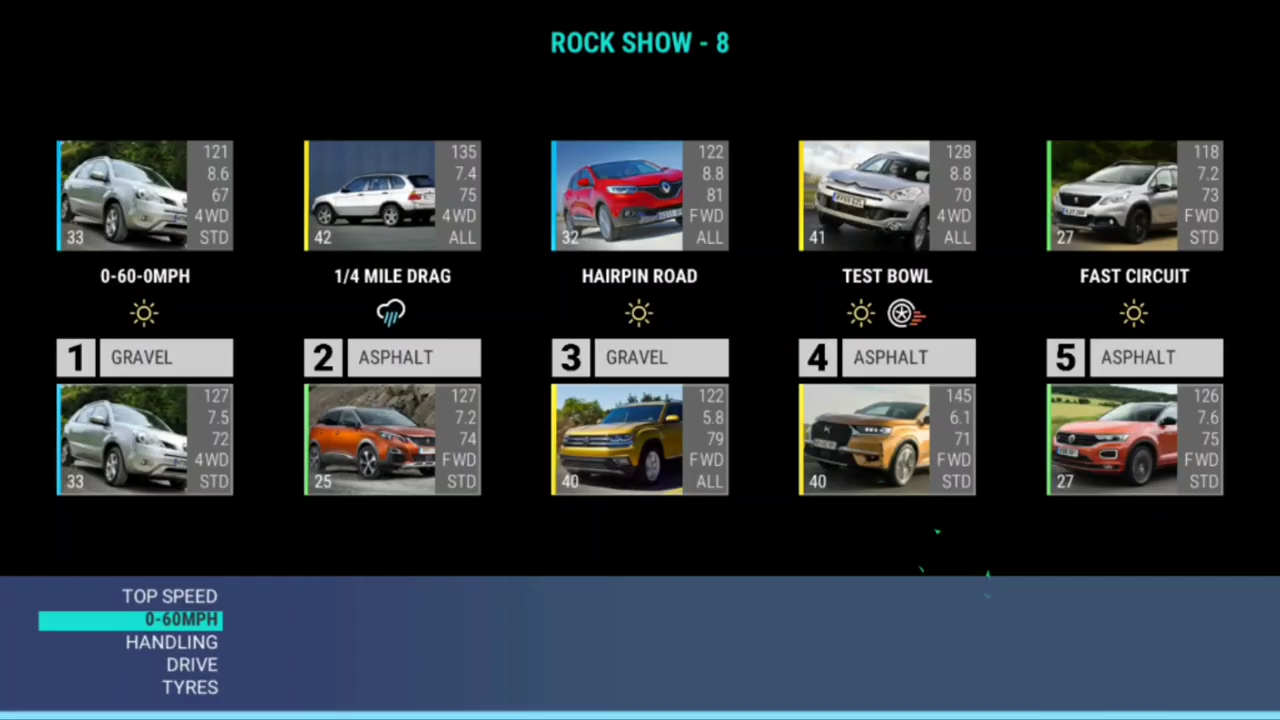 ROCK SHOW - 8
121
8.6
67
4WD
STD
33
135
7.4
75
4WD
ALL
42
122
8.8
81
FWD
ALL
32
128
8.8
70
4WD
ALL
41
118
7.2
73
FWD
STD
27
0-60-0MPH
1/4 MILE DRAG
HAIRPIN ROAD
TEST BOWL
FAST CIRCUIT
1 GRAVEL
2 ASPHALT
3 GRAVEL
4 ASPHALT
5 ASPHALT
127
7.5
72
4WD
STD
33
127
7.2
74
FWD
STD
25
122
5.8
79
FWD
ALL
40
145
6.1
71
FWD
STD
40
126
7.6
75
FWD
STD
27
TOP SPEED
0-60MPH
HANDLING
DRIVE
TYRES